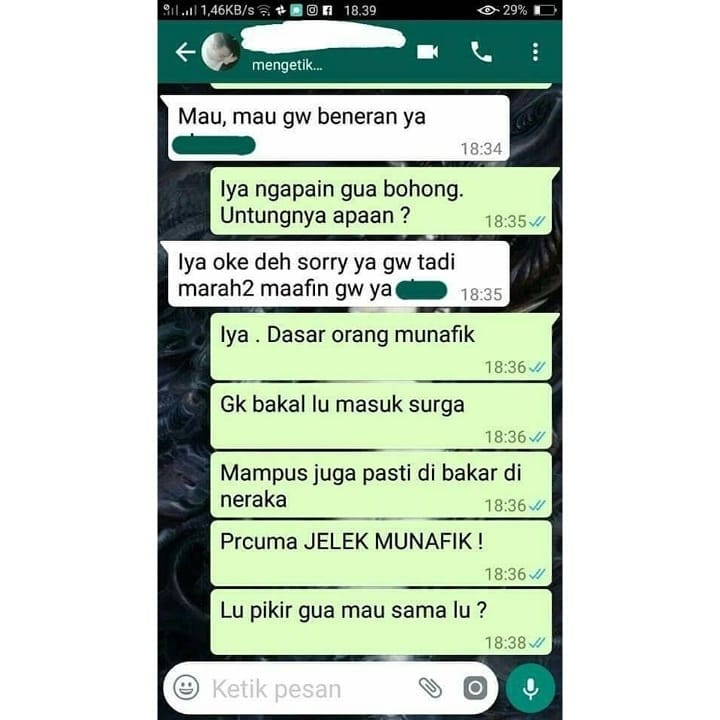 1,46KB/s 18.39 29%
mengetik...
Mau, mau gw beneran ya
18:34
Iya ngapain gua bohong.
Untungnya apaan ?
18:35
Iya oke deh sorry ya gw tadi
marah2 maafin gw ya
18:35
Iya . Dasar orang munafik
18:36
Gk bakal lu masuk surga
18:36
Mampus juga pasti di bakar di
neraka
18:36
Prcuma JELEK MUNAFIK !
18:36
Lu pikir gua mau sama lu ?
18:38
Ketik pesan